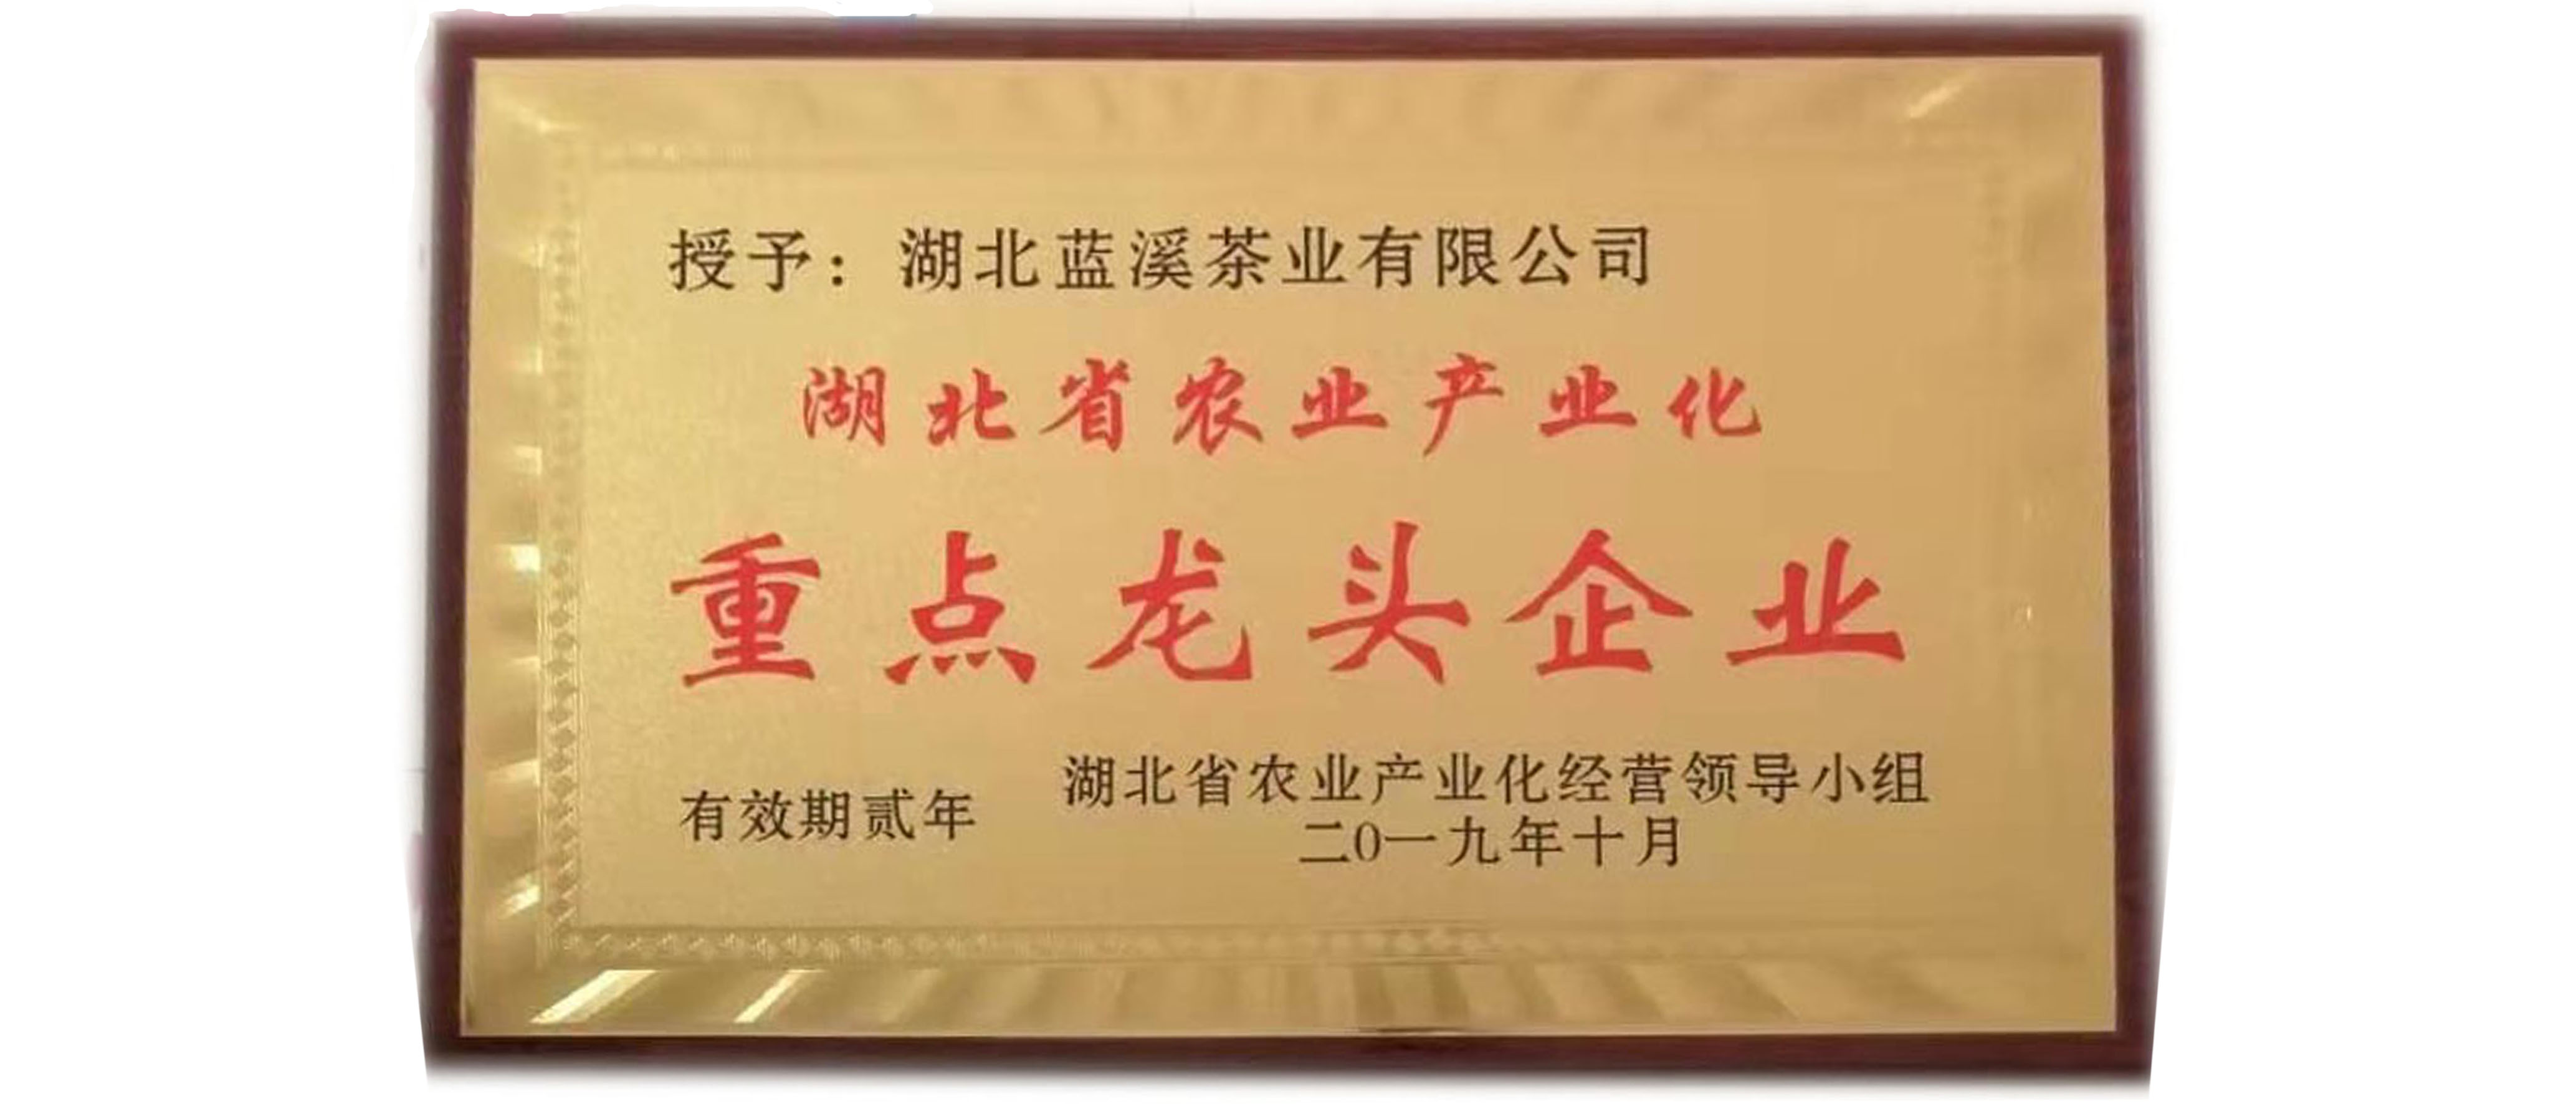 授予：湖北蓝溪茶业有限公司
湖北省农业产业化
重点龙头企业
有效期贰年
湖北省农业产业化经营领导小组
二0一九年十月